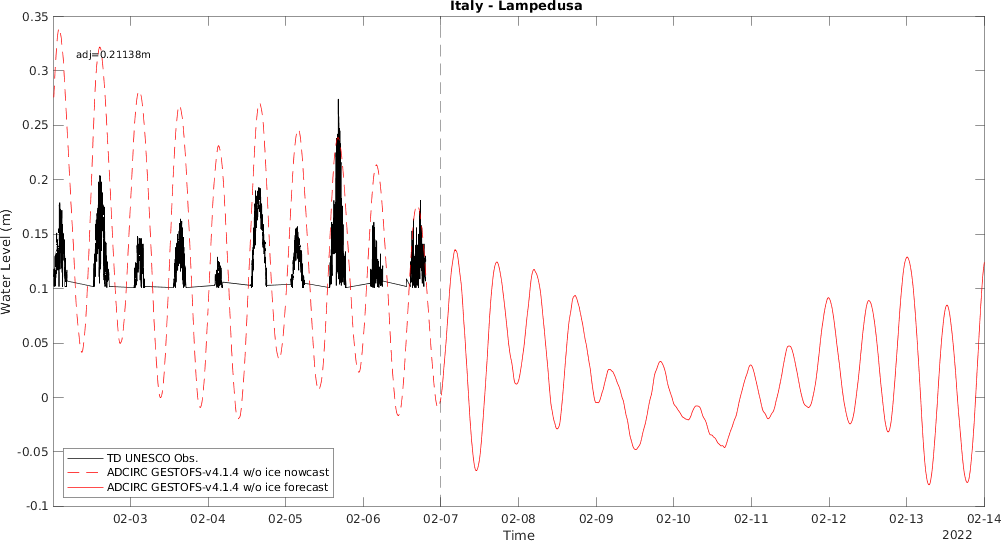 Italy - Lampedusa
adj=0.21138m
Water Level (m)
0.35
0.3
0.25
0.2
0.15
0.1
0.05
0
-0.05
-0.1
TD UNESCO Obs.
ADCIRC GESTOFS-v4.1.4 w/o ice nowcast
ADCIRC GESTOFS-v4.1.4 w/o ice forecast
02-03 02-04 02-05 02-06 02-07 02-08 02-09 02-10 02-11 02-12 02-13 02-14
Time
2022